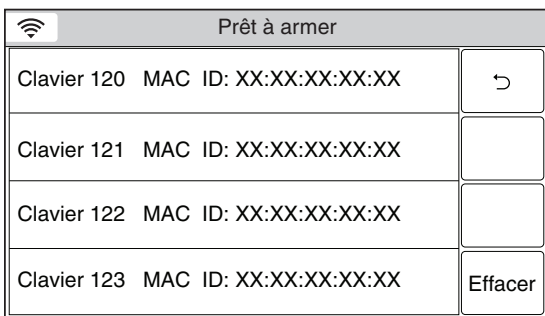 Prêt à armer
Clavier 120 MAC ID: XX:XX:XX:XX:XX
Clavier 121 MAC ID: XX:XX:XX:XX:XX
Clavier 122 MAC ID: XX:XX:XX:XX:XX
Clavier 123 MAC ID: XX:XX:XX:XX:XX
Effacer